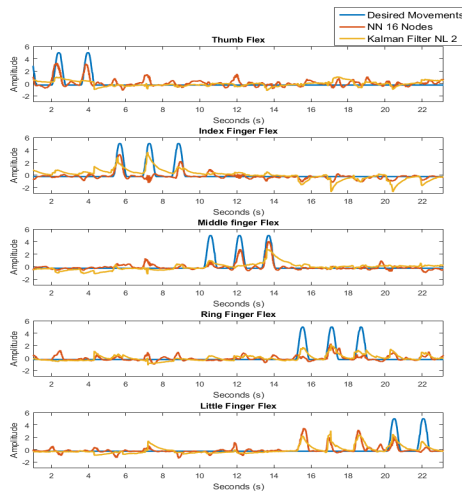 Desired Movements
NN 16 Nodes
Kalman Filter NL 2
Thumb Flex
Amplitude
6
4
2
0
-2
2 4 6 8 10 12 14 16 18 20 22
Seconds (s)
Index Finger Flex
Amplitude
6
4
2
0
-2
2 4 6 8 10 12 14 16 18 20 22
Seconds (s)
Middle finger Flex
Amplitude
6
4
2
0
-2
2 4 6 8 10 12 14 16 18 20 22
Seconds (s)
Ring Finger Flex
Amplitude
6
4
2
0
-2
2 4 6 8 10 12 14 16 18 20 22
Seconds (s)
Little Finger Flex
Amplitude
6
4
2
0
-2
2 4 6 8 10 12 14 16 18 20 22
Seconds (s)